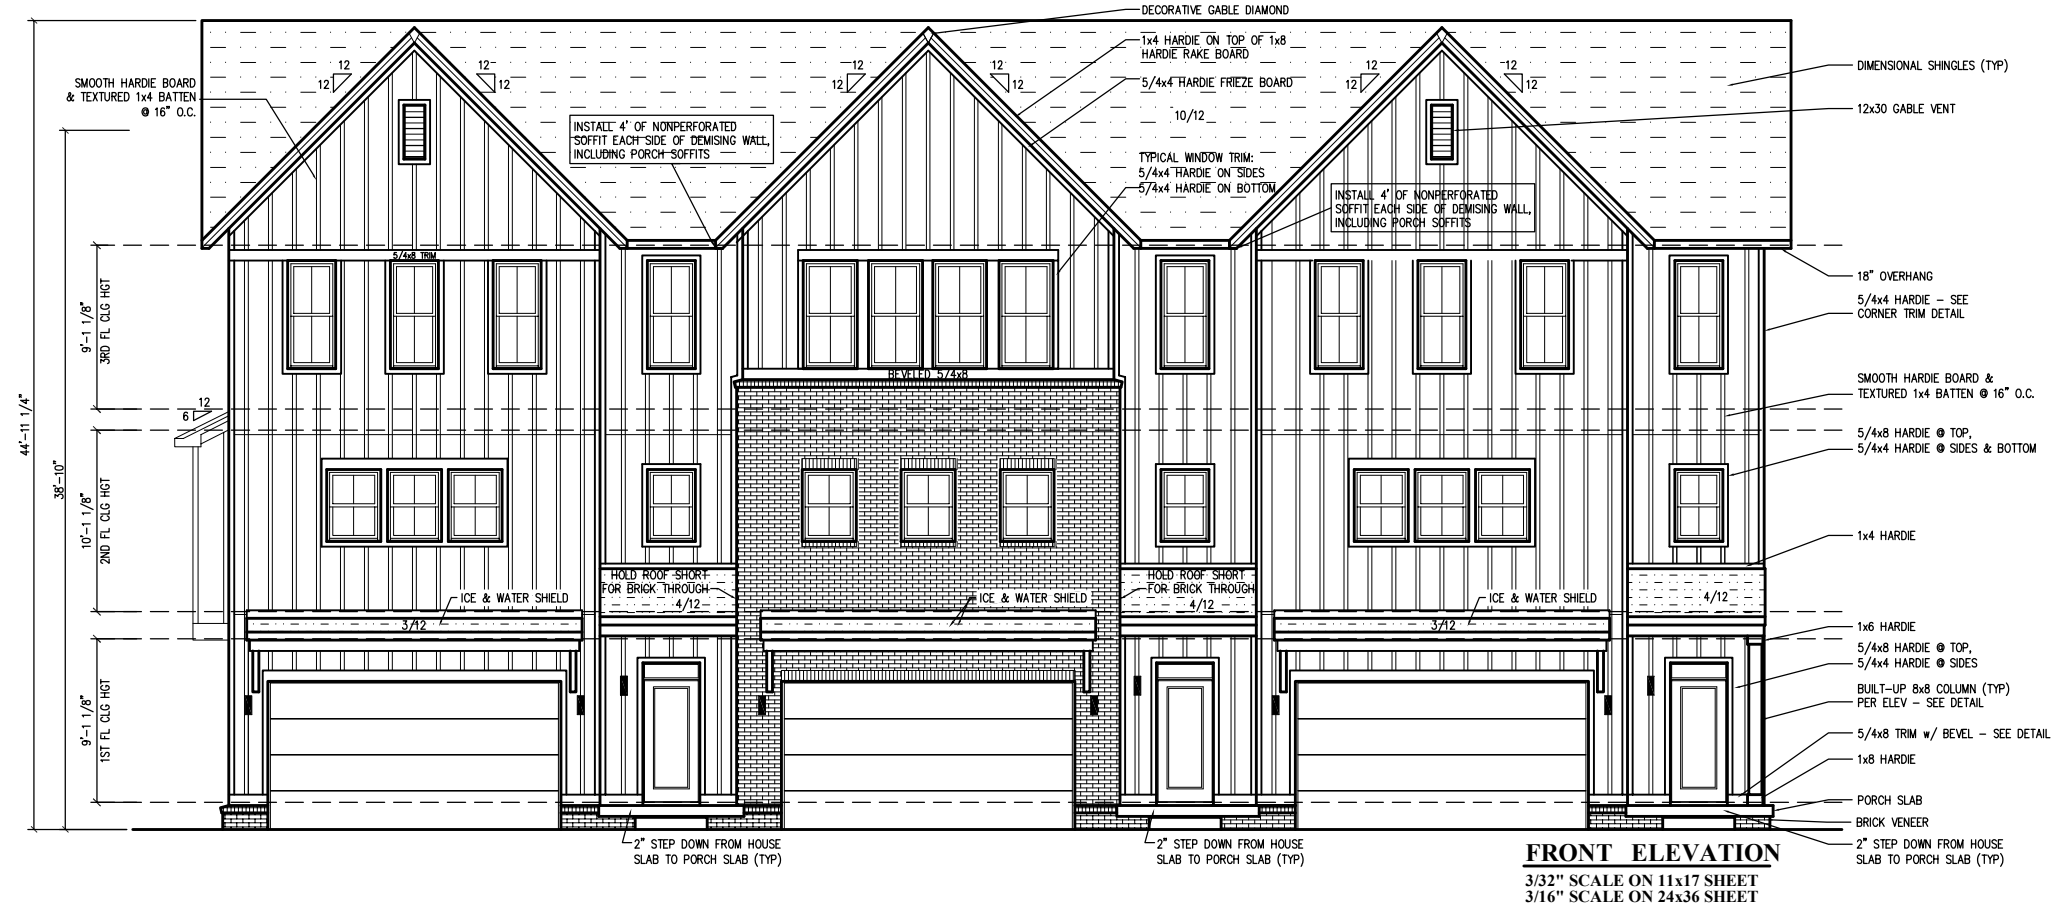 DECORATIVE GABLE DIAMOND
1x4 HARDIE ON TOP OF 1x8
HARDIE RAKE BOARD
5/4x4 HARDIE FRIEZE BOARD
10/12
SMOOTH HARDIE BOARD
& TEXTURED 1x4 BATTEN
@ 16" O.C.
12
12
12
12
12
12
12
12
12
12
12
12
INSTALL 4' OF NONPERFORATED
SOFFIT EACH SIDE OF DEMISING WALL,
INCLUDING PORCH SOFFITS
TYPICAL WINDOW TRIM:
5/4x4 HARDIE ON SIDES
5/4x4 HARDIE ON BOTTOM
INSTALL 4' OF NONPERFORATED
SOFFIT EACH SIDE OF DEMISING WALL,
INCLUDING PORCH SOFFITS
DIMENSIONAL SHINGLES (TYP)
12x30 GABLE VENT
18" OVERHANG
5/4x4 HARDIE - SEE
CORNER TRIM DETAIL
SMOOTH HARDIE BOARD &
TEXTURED 1x4 BATTEN @ 16" O.C.
5/4x8 HARDIE @ TOP,
5/4x4 HARDIE @ SIDES & BOTTOM
1x4 HARDIE
1x6 HARDIE
5/4x8 HARDIE @ TOP,
5/4x4 HARDIE @ SIDES
BUILT-UP 8x8 COLUMN (TYP)
PER ELEV - SEE DETAIL
5/4x8 TRIM w/ BEVEL - SEE DETAIL
1x8 HARDIE
PORCH SLAB
BRICK VENEER
2" STEP DOWN FROM HOUSE
SLAB TO PORCH SLAB (TYP)
44'-11 1/4"
38'-10"
9'-1 1/8"
3RD FL CLG HGT
10'-1 1/8"
2ND FL CLG HGT
9'-1 1/8"
1ST FL CLG HGT
12
6
5/4x8 TRIM
BEVELED 5/4x8
ICE & WATER SHIELD
3/12
HOLD ROOF SHORT
FOR BRICK THROUGH
4/12
ICE & WATER SHIELD
HOLD ROOF SHORT
FOR BRICK THROUGH
4/12
ICE & WATER SHIELD
3/12
4/12
2" STEP DOWN FROM HOUSE
SLAB TO PORCH SLAB (TYP)
2" STEP DOWN FROM HOUSE
SLAB TO PORCH SLAB (TYP)
FRONT ELEVATION
3/32" SCALE ON 11x17 SHEET
3/16" SCALE ON 24x36 SHEET